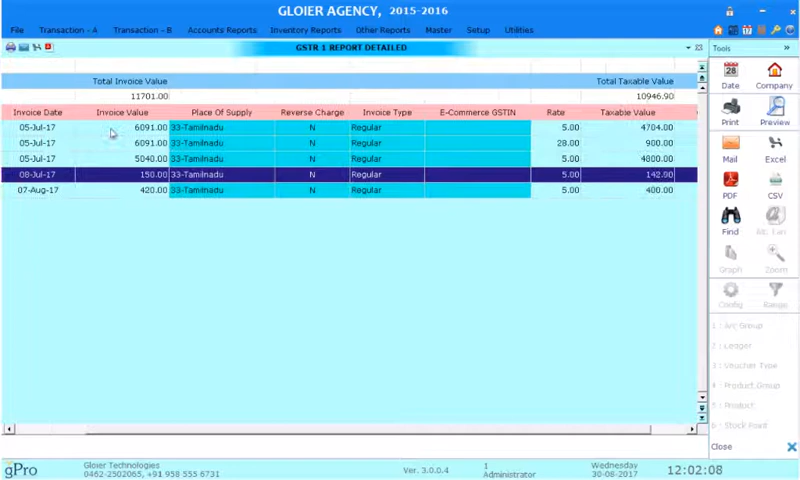 GLOIER AGENCY, 2015-2016
File Transaction - A Transaction - B Accounts Reports Inventory Reports Other Reports Master Setup Utilities
GSTR 1 REPORT DETAILED
Tools »
Total Invoice Value Total Taxable Value
11701.00 10946.90
Invoice Date Invoice Value Place Of Supply Reverse Charge Invoice Type E-Commerce GSTIN Rate Taxable Value
05-Jul-17 6091.00 33-Tamilnadu N Regular 5.00 4704.00
05-Jul-17 6091.00 33-Tamilnadu N Regular 28.00 900.00
05-Jul-17 5040.00 33-Tamilnadu N Regular 5.00 4800.00
08-Jul-17 150.00 33-Tamilnadu N Regular 5.00 142.90
07-Aug-17 420.00 33-Tamilnadu N Regular 5.00 400.00
28
Date Company
Print Preview
Mail Excel
PDF CSV
Find
Graph Zoom
Config Range
1 : A/c Group
2 : Ledger
3 : Voucher Type
4 : Product Group
5 : Product
6 : Stock Point
Close
gPro
Gloier Technologies
0462-2502065, +91 958 555 6731
Ver. 3.0.0.4
1
Administrator
Wednesday
30-08-2017
12:02:08